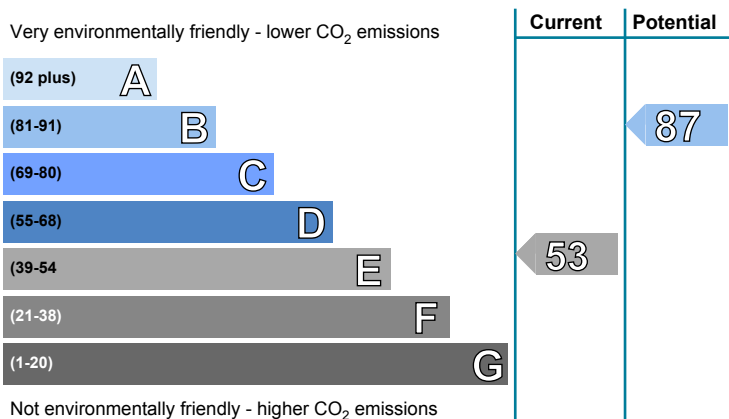 Very environmentally friendly - lower CO₂ emissions
Current
Potential
(92 plus) A
(81-91) B
87
(69-80) C
(55-68) D
(39-54 E
53
(21-38) F
(1-20) G
Not environmentally friendly - higher CO₂ emissions